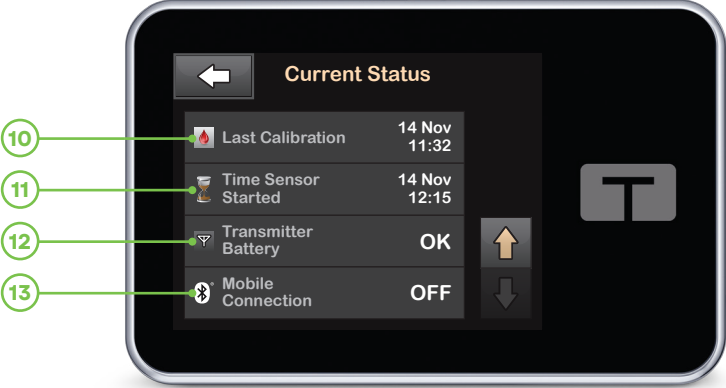 Current Status
10 Last Calibration 14 Nov
11:32
11 Time Sensor 14 Nov
Started 12:15
12 Transmitter
Battery OK
13 Mobile
Connection OFF
T